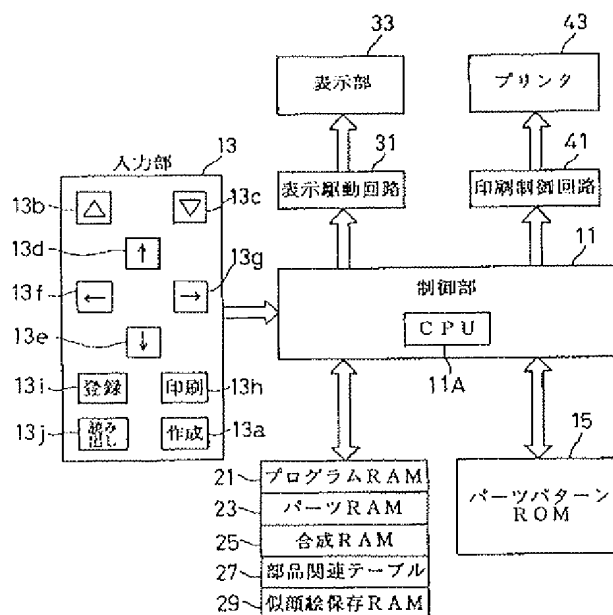 33
表示部
43
プリンタ
31
表示駆動回路
41
印刷制御回路
入力部
13
13b
△
▽
13c
13d
↑
13f
←
→
13g
13e
↓
13i
登録
印刷
13h
13j
読み
出し
作成
13a
11
制御部
CPU
11A
21
プログラムRAM
23
パーツRAM
25
合成RAM
27
部品関連テーブル
29
似顔絵保存RAM
15
パーツパターン
ROM